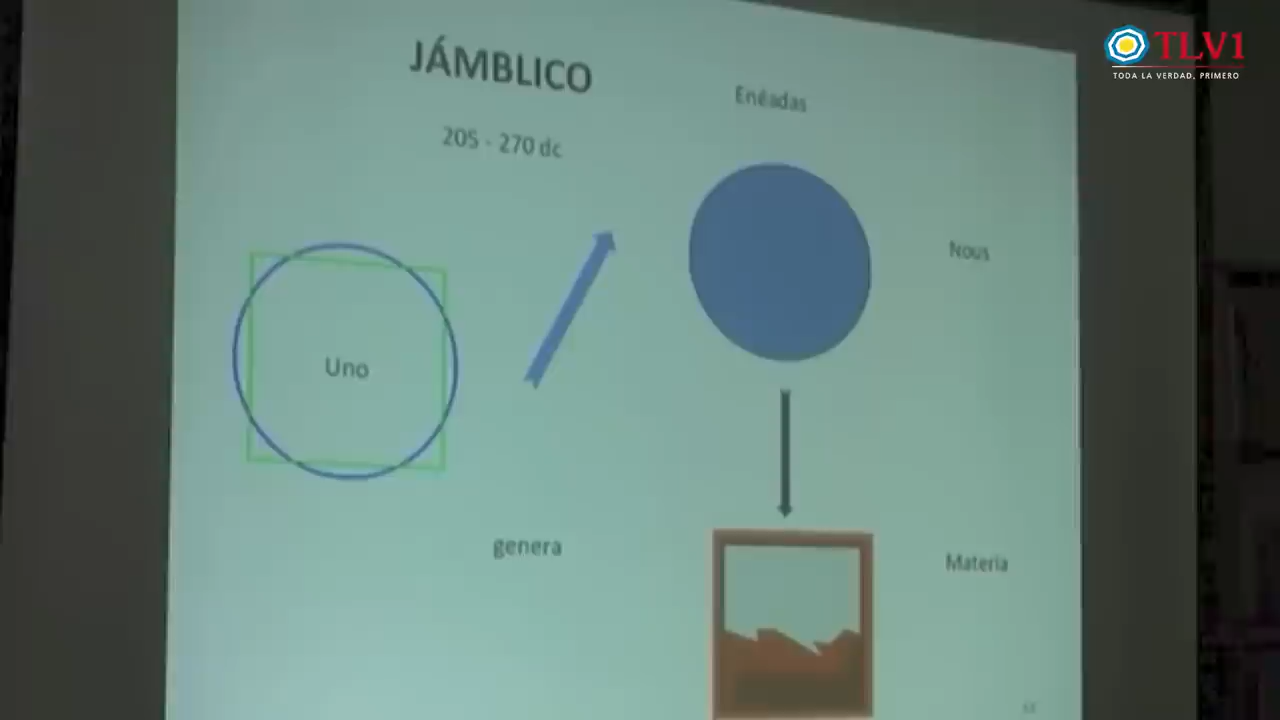 TLV1
TODA LA VERDAD, PRIMERO
JÁMBLICO
Enéadas
205 - 270 dc
Nous
Uno
genera
Materia